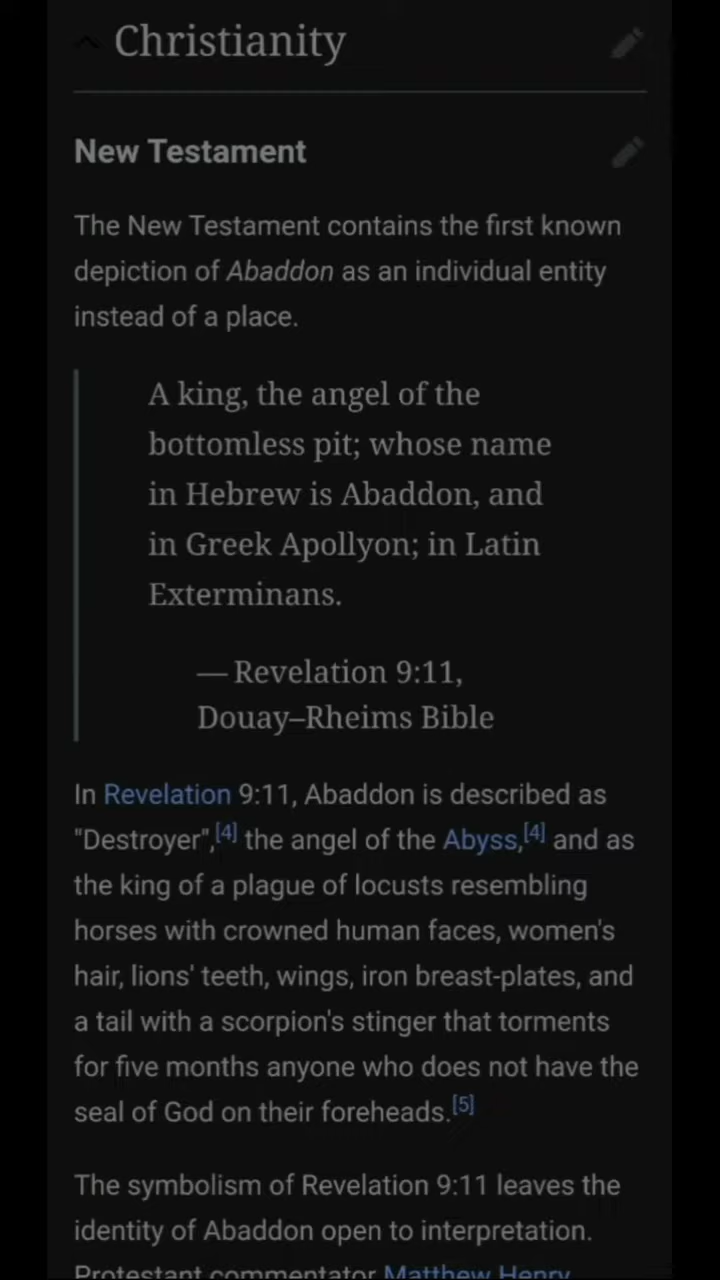 Christianity
New Testament
The New Testament contains the first known
depiction of Abaddon as an individual entity
instead of a place.
A king, the angel of the
bottomless pit; whose name
in Hebrew is Abaddon, and
in Greek Apollyon; in Latin
Exterminans.
— Revelation 9:11,
Douay–Rheims Bible
In Revelation 9:11, Abaddon is described as
"Destroyer",[4] the angel of the Abyss,[4] and as
the king of a plague of locusts resembling
horses with crowned human faces, women's
hair, lions' teeth, wings, iron breast-plates, and
a tail with a scorpion's stinger that torments
for five months anyone who does not have the
seal of God on their foreheads.[5]
The symbolism of Revelation 9:11 leaves the
identity of Abaddon open to interpretation.
Protestant commentator Matthew Henry